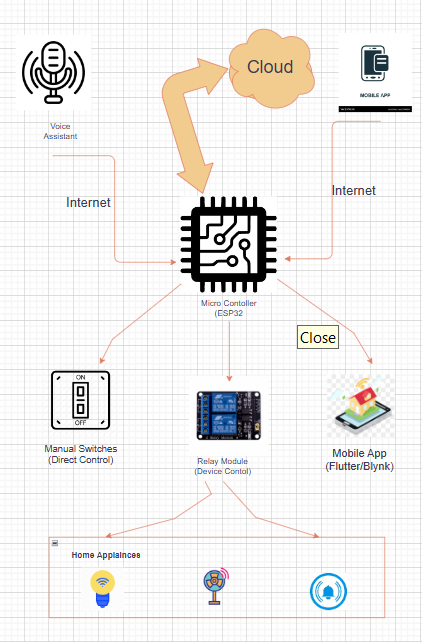 Cloud
MOBILE APP
Voice
Assistant
Internet
Internet
Micro Contoller
(ESP32
Close
ON
OFF
Manual Switches
(Direct Control)
Relay Module
(Device Contol)
Mobile App
(Flutter/Blynk)
Home Applainces